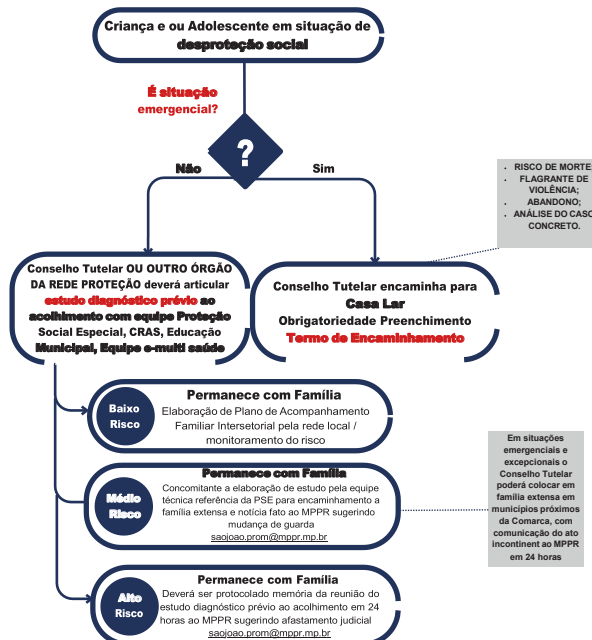 Criança e ou Adolescente em situação de
desproteção social
É situação
emergencial?
?
Não
Sim
. RISCO DE MORTE
. FLAGRANTE DE
VIOLÊNCIA;
. ABANDONO;
. ANÁLISE DO CASO
CONCRETO.
Conselho Tutelar OU OUTRO ÓRGÃO
DA REDE PROTEÇÃO deverá articular
estudo diagnóstico prévio ao
acolhimento com equipe Proteção
Social Especial, CRAS, Educação
Municipal, Equipe e-multi saúde
Conselho Tutelar encaminha para
Casa Lar
Obrigatoriedade Preenchimento
Termo de Encaminhamento
Baixo
Risco
Permanece com Família
Elaboração de Plano de Acompanhamento
Familiar Intersetorial pela rede local /
monitoramento do risco
Médio
Risco
Permanece com Família
Concomitante a elaboração de estudo pela equipe
técnica referência da PSE para encaminhamento a
família extensa e notícia fato ao MPPR sugerindo
mudança de guarda
saojoao.prom@mppr.mp.br
Em situações
emergenciais e
excepcionais o
Conselho Tutelar
poderá colocar em
família extensa em
municípios próximos
da Comarca, com
comunicação do ato
incontinent ao MPPR
em 24 horas
Alto
Risco
Permanece com Família
Deverá ser protocolado memória da reunião do
estudo diagnóstico prévio ao acolhimento em 24
horas ao MPPR sugerindo afastamento judicial
saojoao.prom@mppr.mp.br